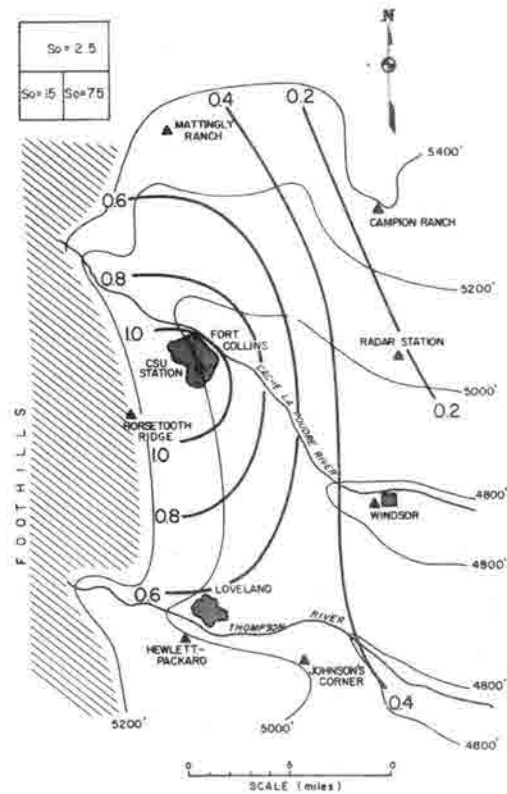 So = 2.5
So=15 So=7.5
N
0.4
0.2
MATTINGLY
RANCH
5400'
0.6
CAMPION RANCH
0.8
5200'
1.0
FORT
COLLINS
CSU
STATION
RADAR STATION
CACHE LA POUDRE RIVER
5000'
0.2
HORSETOOTH
RIDGE
1.0
FOOTHILLS
0.8
4800'
WINDSOR
4800'
0.6
LOVELAND
THOMPSON RIVER
HEWLETT-
PACKARD
JOHNSON'S
CORNER
0.4
4800'
5200'
5000'
4800'
0 6 0
SCALE (miles)